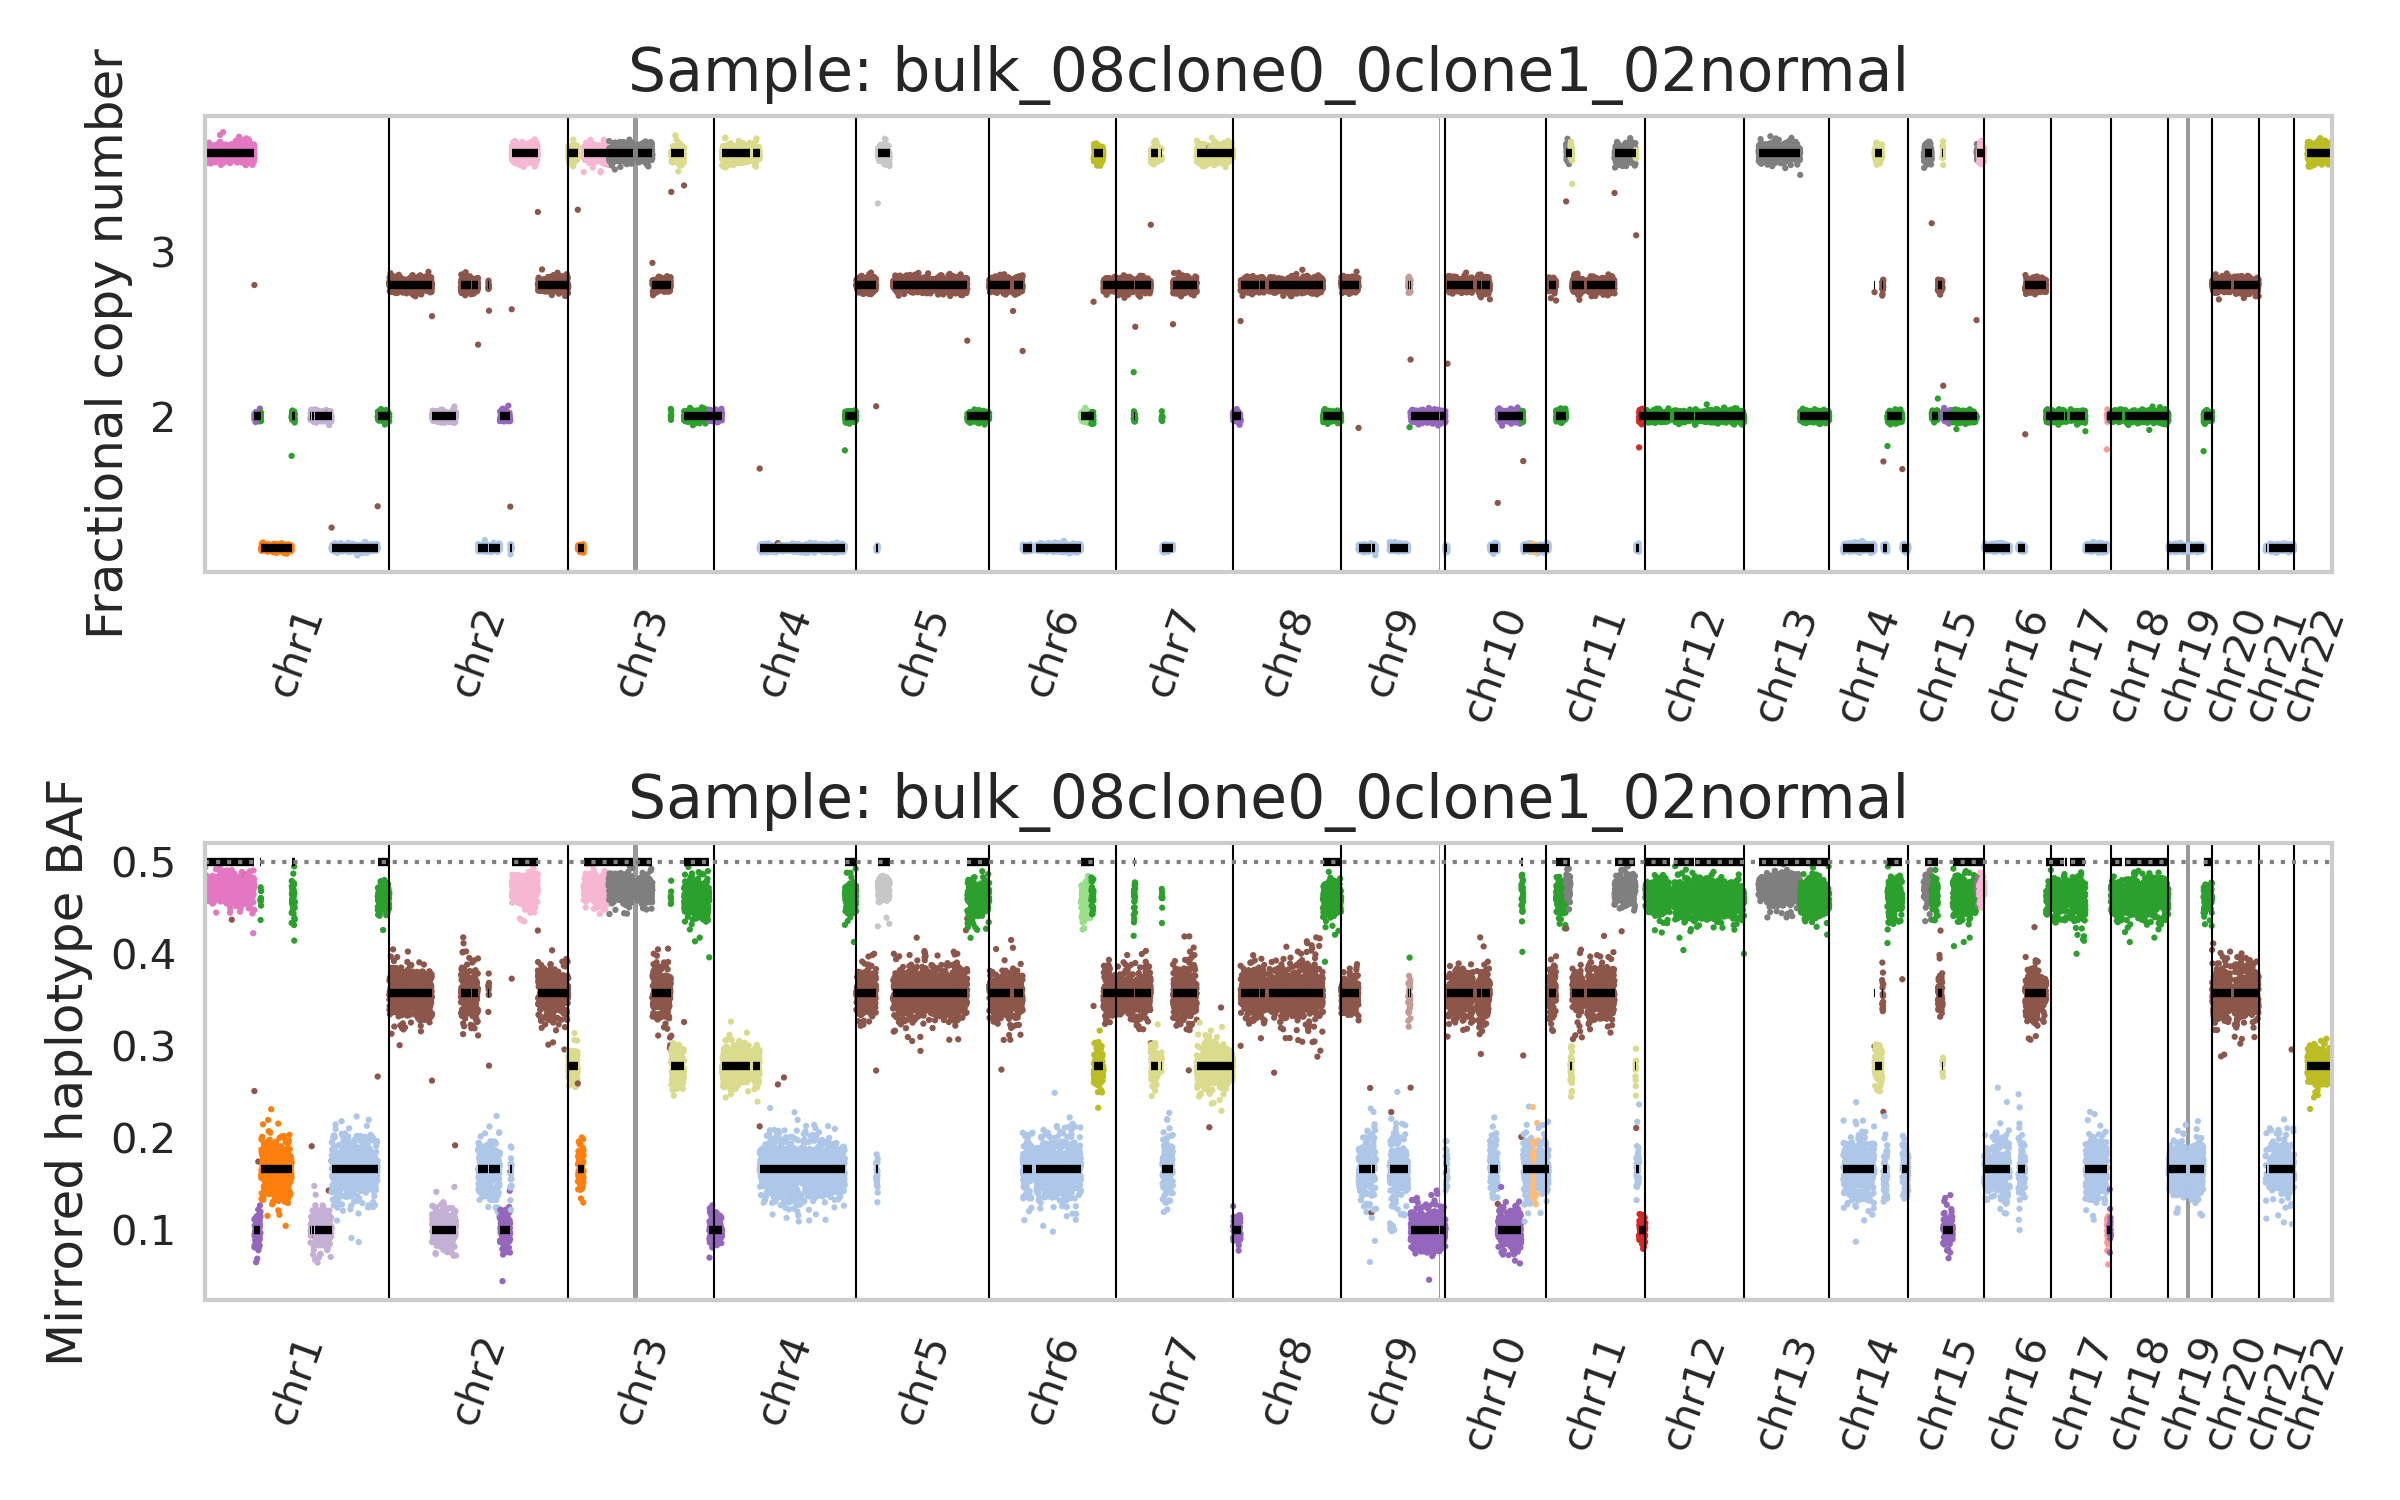 Sample: bulk_08clone0_0clone1_02normal
Fractional copy number
3
2
chr1
chr2
chr3
chr4
chr5
chr6
chr7
chr8
chr9
chr10
chr11
chr12
chr13
chr14
chr15
chr16
chr17
chr18
chr19
chr20
chr21
chr22
Sample: bulk_08clone0_0clone1_02normal
Mirrored haplotype BAF
0.5
0.4
0.3
0.2
0.1
chr1
chr2
chr3
chr4
chr5
chr6
chr7
chr8
chr9
chr10
chr11
chr12
chr13
chr14
chr15
chr16
chr17
chr18
chr19
chr20
chr21
chr22